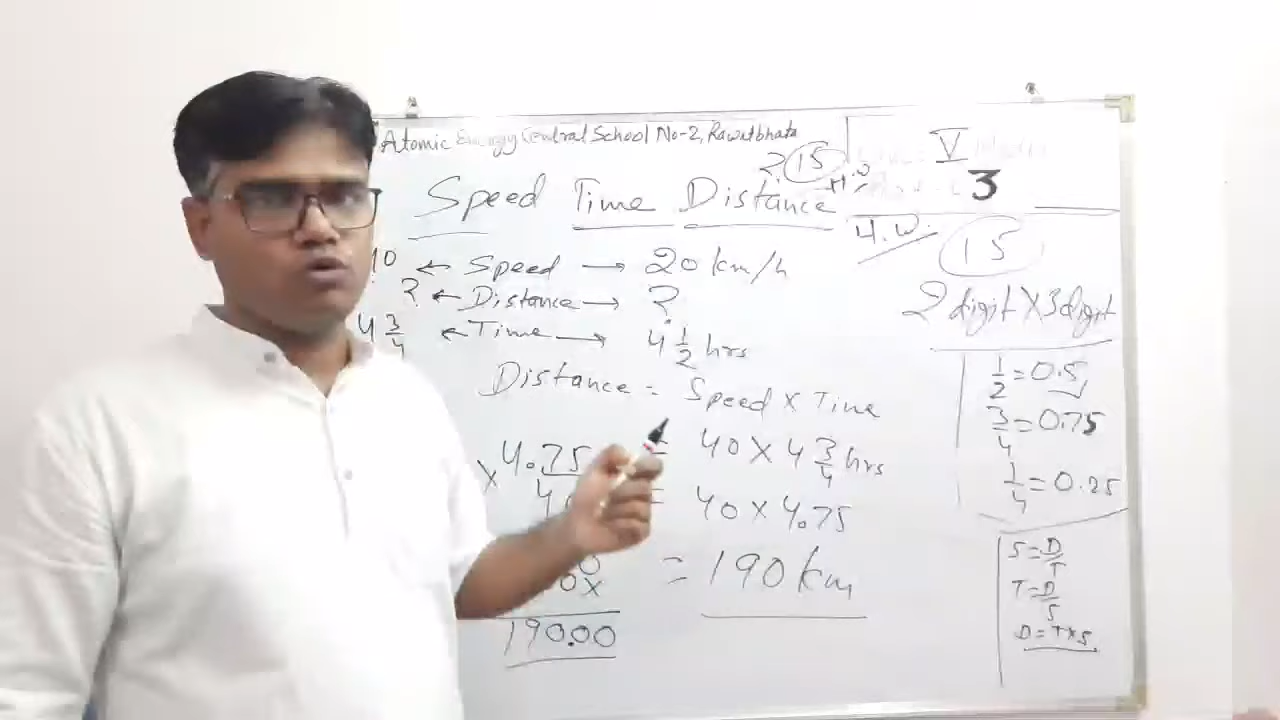 Atomic Energy Central School No-2, Rawatbhata
V
3
? 15
H.W
Speed Time Distance
H.W.
15
2 digit X 3 digit
40 ← Speed → 20 km/h
? ← Distance → ?
4 3/4 ← Time → 4 1/2 hrs
Distance = Speed x Time
= 40 X 4 3/4 hrs
x 4.75
= 40 X 4.75
= 190 km
0x
190.00
1/2 = 0.5
3/4 = 0.75
1/4 = 0.25
S = D/T
T = D/S
D = T x S